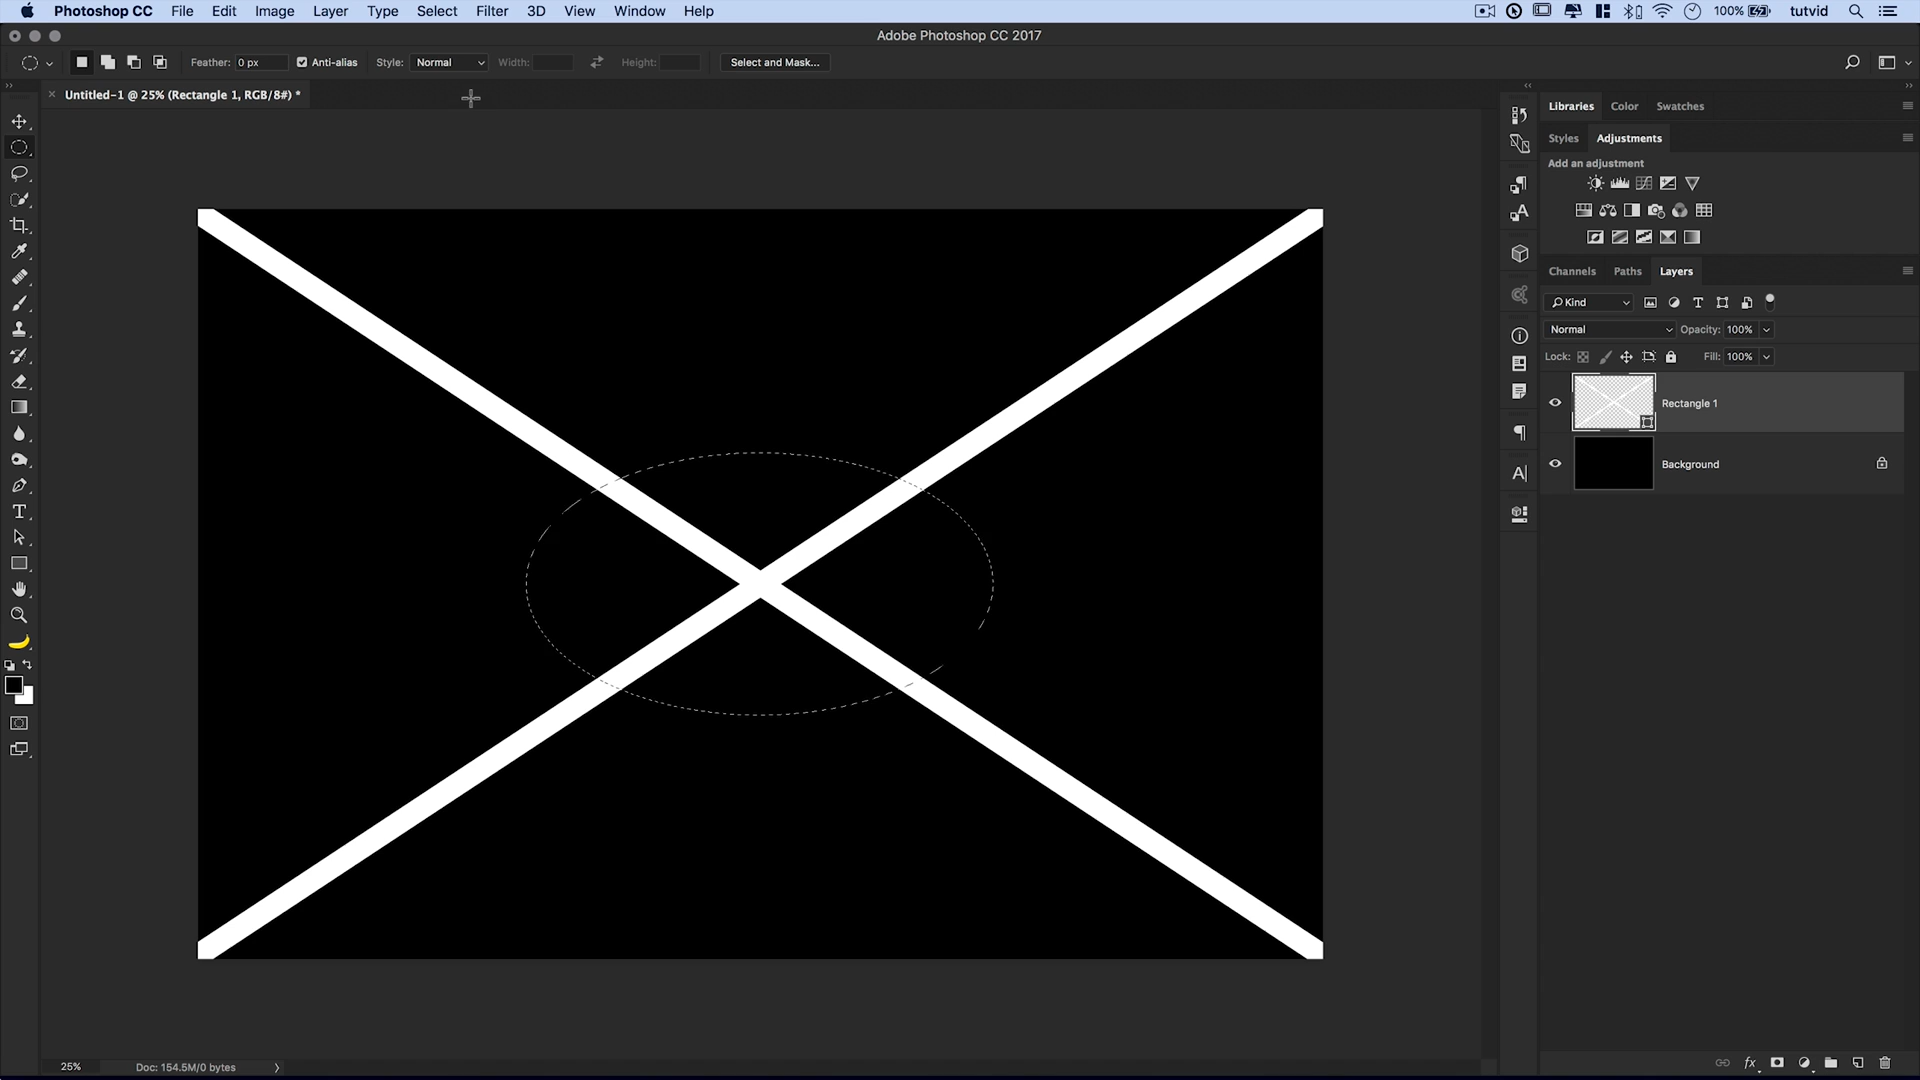 Photoshop CC File Edit Image Layer Type Select Filter 3D View Window Help 100% tutvid
Adobe Photoshop CC 2017
Feather: 0 px Anti-alias Style: Normal Width: Height: Select and Mask...
Untitled-1 @ 25% (Rectangle 1, RGB/8#) *
Libraries Color Swatches
Styles Adjustments
Add an adjustment
Channels Paths Layers
Kind
Normal Opacity: 100%
Lock: Fill: 100%
Rectangle 1
Background
25% Doc: 154.5M/0 bytes